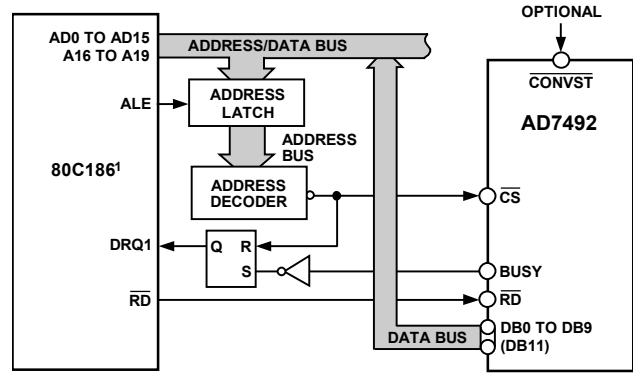 OPTIONAL
AD0 TO AD15
A16 TO A19
ADDRESS/DATA BUS
CONVST
ALE
ADDRESS
LATCH
AD7492
ADDRESS
BUS
80C186¹
ADDRESS
DECODER
CS
DRQ1
Q R
S
BUSY
RD
RD
DB0 TO DB9
(DB11)
DATA BUS